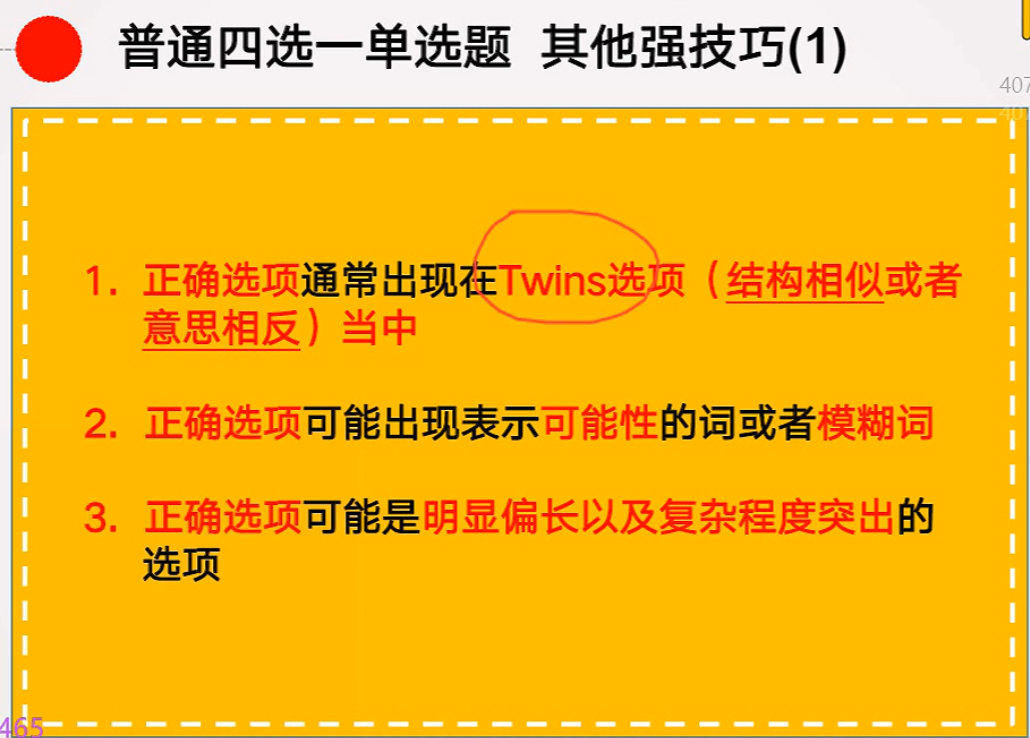 普通四选一单选题 其他强技巧(1)
407
1. 正确选项通常出现在Twins选项（结构相似或者
意思相反）当中
2. 正确选项可能出现表示可能性的词或者模糊词
3. 正确选项可能是明显偏长以及复杂程度突出的
选项
465